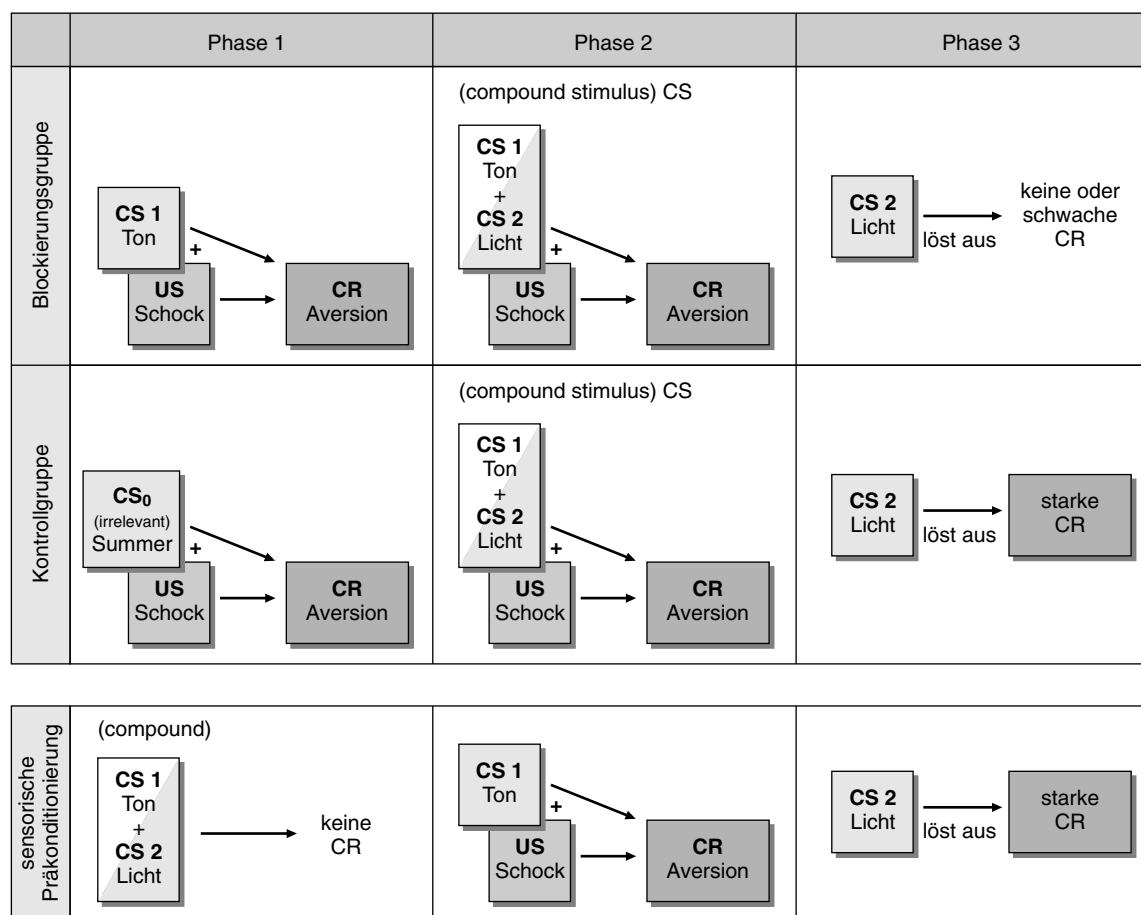 Phase 1
Phase 2
Phase 3
Blockierungsgruppe
CS 1
Ton
+
US
Schock
CR
Aversion
(compound stimulus) CS
CS 1
Ton
+
CS 2
Licht
+
US
Schock
CR
Aversion
CS 2
Licht
löst aus
keine oder
schwache
CR
Kontrollgruppe
CS0
(irrelevant)
Summer
+
US
Schock
CR
Aversion
(compound stimulus) CS
CS 1
Ton
+
CS 2
Licht
+
US
Schock
CR
Aversion
CS 2
Licht
löst aus
starke
CR
sensorische
Präkonditionierung
(compound)
CS 1
Ton
+
CS 2
Licht
keine
CR
CS 1
Ton
+
US
Schock
CR
Aversion
CS 2
Licht
löst aus
starke
CR